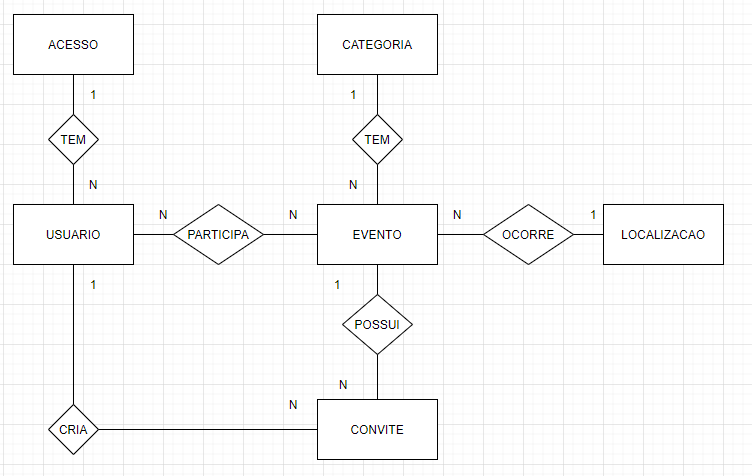 ACESSO
CATEGORIA
1
1
TEM
TEM
N
N
USUARIO
N
PARTICIPA
N
EVENTO
N
OCORRE
1
LOCALIZACAO
1
1
POSSUI
N
N
CRIA
CONVITE